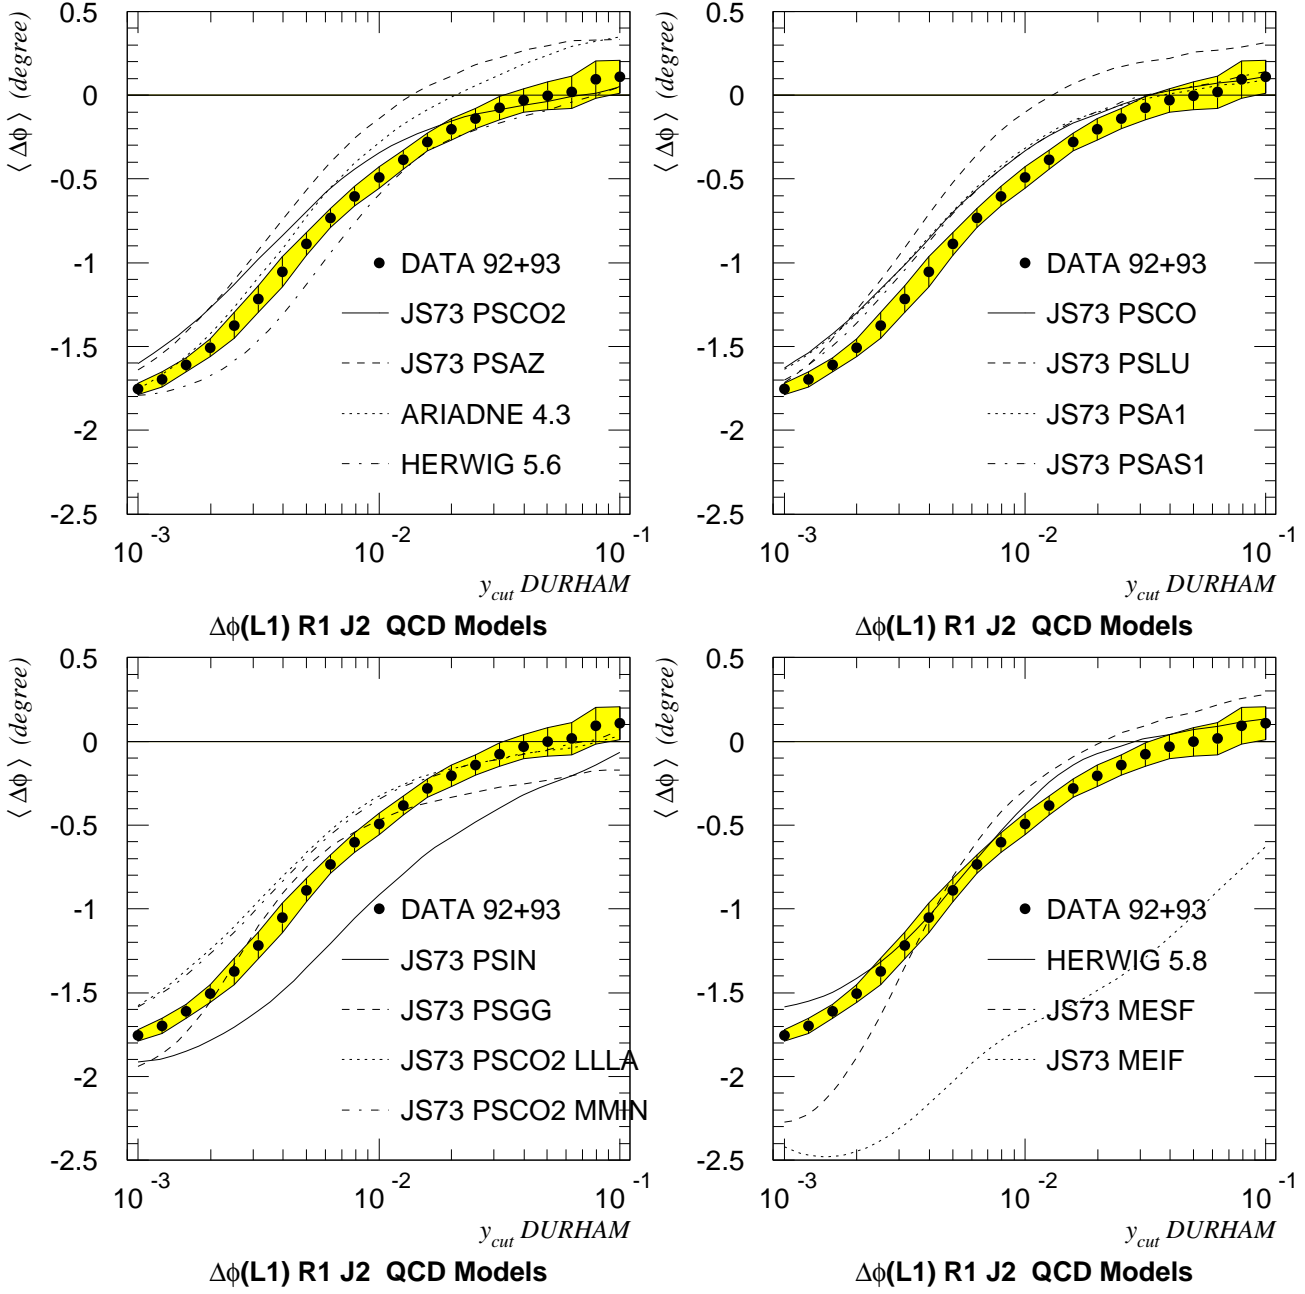 ⟨ Δϕ ⟩ (degree)
0.5
0
-0.5
-1
-1.5
-2
-2.5
DATA 92+93
JS73 PSCO2
JS73 PSAZ
ARIADNE 4.3
HERWIG 5.6
10^-3 10^-2 10^-1
y_cut DURHAM
Δϕ(L1) R1 J2 QCD Models
⟨ Δϕ ⟩ (degree)
0.5
0
-0.5
-1
-1.5
-2
-2.5
DATA 92+93
JS73 PSCO
JS73 PSLU
JS73 PSA1
JS73 PSAS1
10^-3 10^-2 10^-1
y_cut DURHAM
Δϕ(L1) R1 J2 QCD Models
⟨ Δϕ ⟩ (degree)
0.5
0
-0.5
-1
-1.5
-2
-2.5
DATA 92+93
JS73 PSIN
JS73 PSGG
JS73 PSCO2 LLLA
JS73 PSCO2 MMIN
10^-3 10^-2 10^-1
y_cut DURHAM
Δϕ(L1) R1 J2 QCD Models
⟨ Δϕ ⟩ (degree)
0.5
0
-0.5
-1
-1.5
-2
-2.5
DATA 92+93
HERWIG 5.8
JS73 MESF
JS73 MEIF
10^-3 10^-2 10^-1
y_cut DURHAM
Δϕ(L1) R1 J2 QCD Models